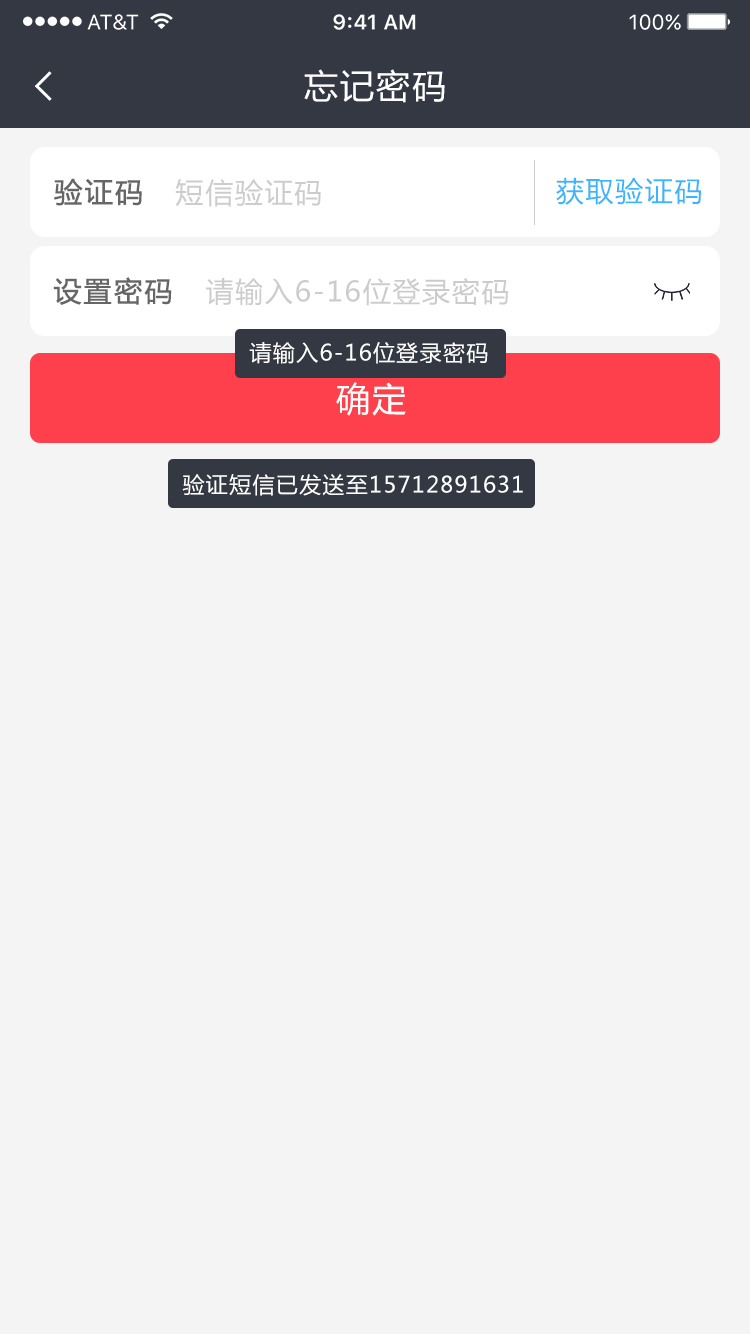 ●●●●● AT&T 9:41 AM 100%
忘记密码
验证码 短信验证码 获取验证码
设置密码 请输入6-16位登录密码
请输入6-16位登录密码
确定
验证短信已发送至15712891631